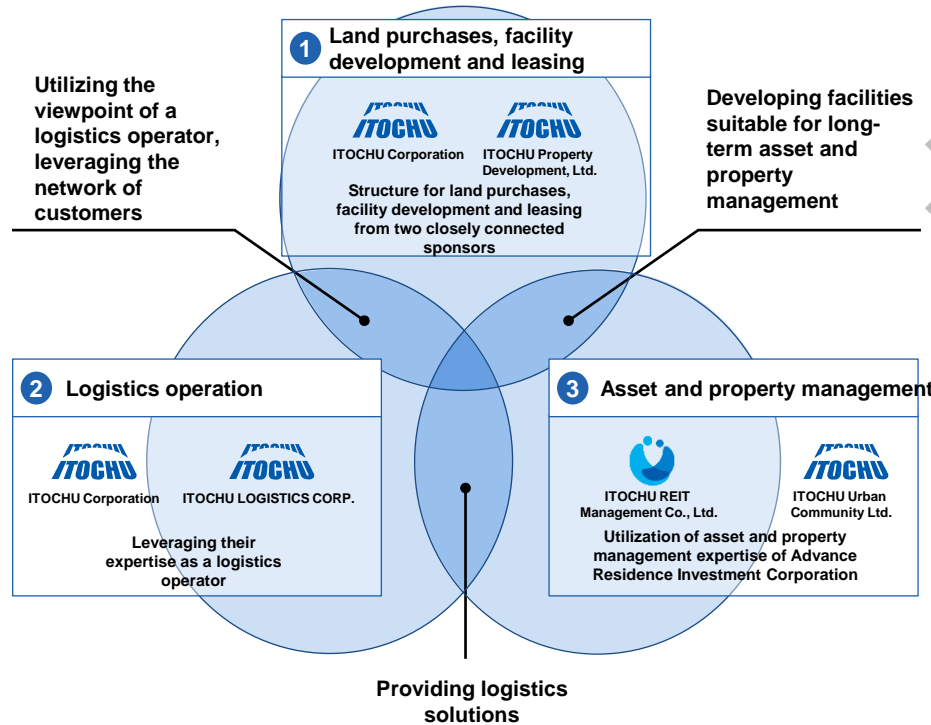 1
Land purchases, facility
development and leasing
ITOCHU
ITOCHU
ITOCHU Corporation
ITOCHU
ITOCHU
ITOCHU Property
Development, Ltd.
Structure for land purchases,
facility development and leasing
from two closely connected
sponsors
Utilizing the
viewpoint of a
logistics operator,
leveraging the
network of
customers
Developing facilities
suitable for long-
term asset and
property
management
2
Logistics operation
ITOCHU
ITOCHU
ITOCHU Corporation
ITOCHU
ITOCHU
ITOCHU LOGISTICS CORP.
Leveraging their
expertise as a logistics
operator
3
Asset and property management
ITOCHU REIT
Management Co., Ltd.
ITOCHU
ITOCHU
ITOCHU Urban
Community Ltd.
Utilization of asset and property
management expertise of Advance
Residence Investment Corporation
Providing logistics
solutions